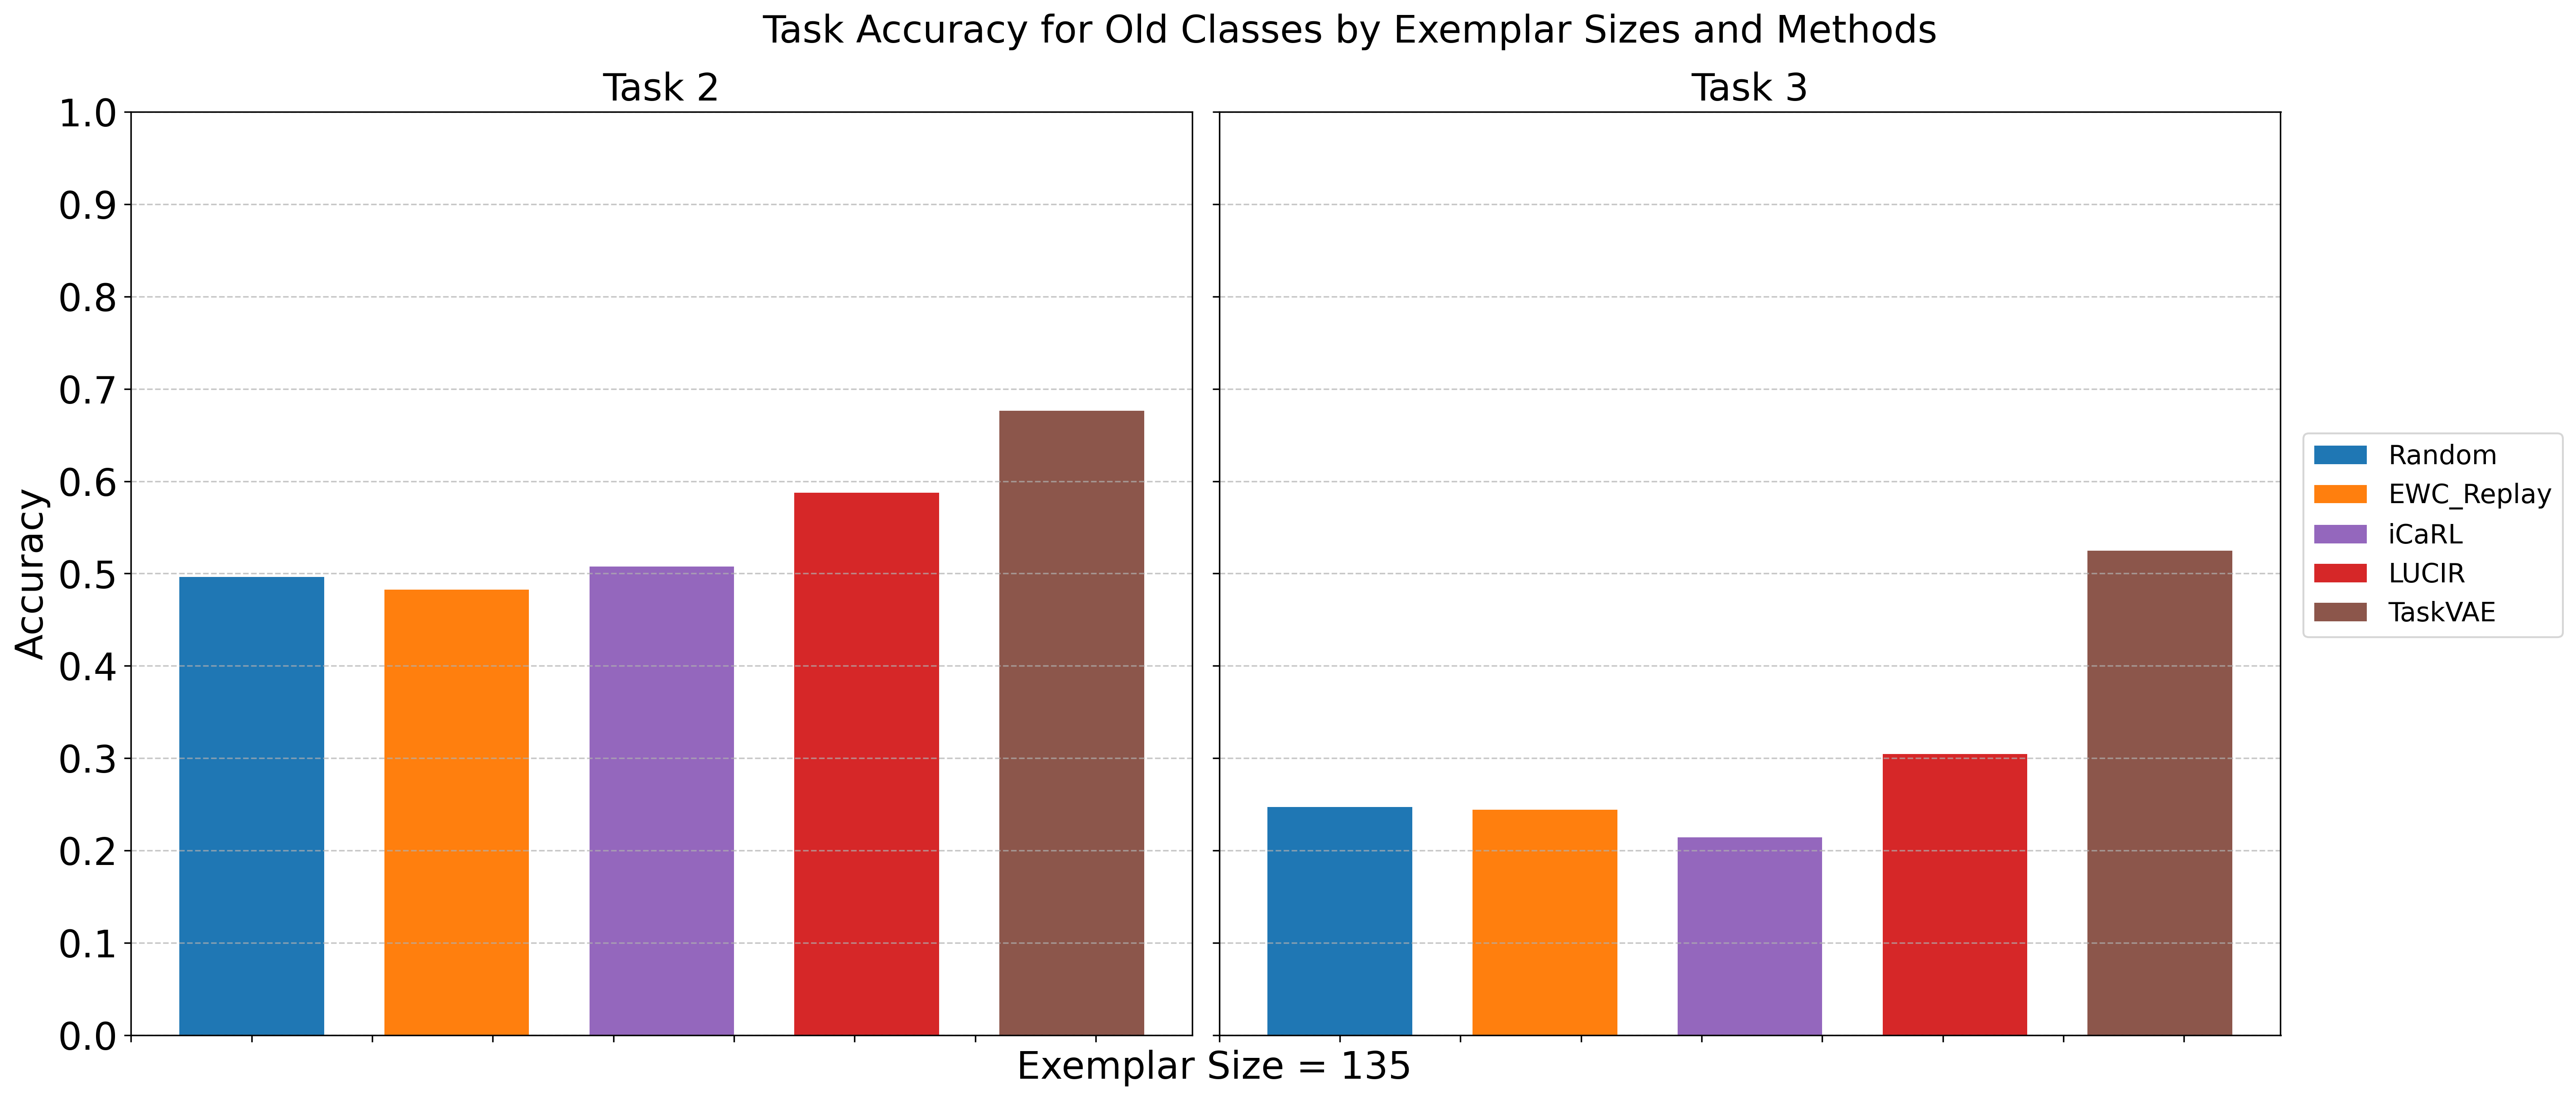 Task Accuracy for Old Classes by Exemplar Sizes and Methods
Task 2
Task 3
1.0
0.9
0.8
0.7
0.6
0.5
0.4
0.3
0.2
0.1
0.0
Accuracy
Exemplar Size = 135
Random
EWC_Replay
iCaRL
LUCIR
TaskVAE